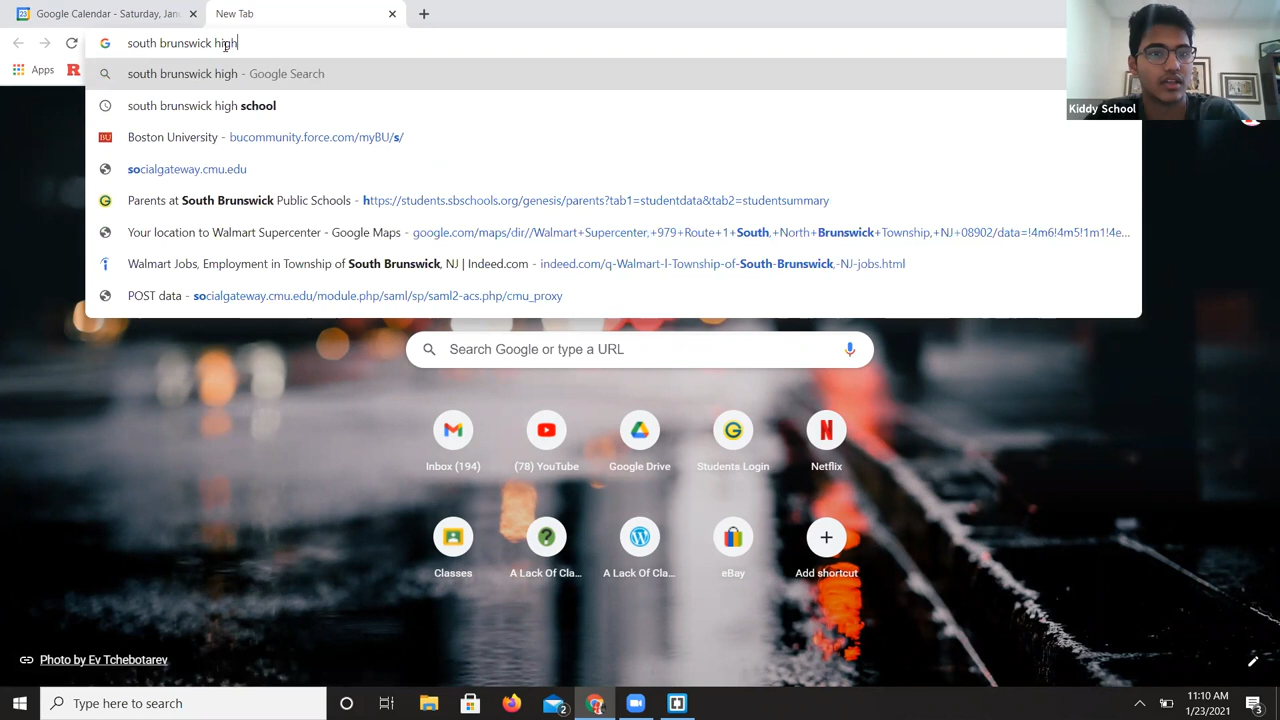 Google Calendar - Saturday, Janu
New Tab
south brunswick high
Apps
south brunswick high - Google Search
south brunswick high school
Boston University - bucommunity.force.com/myBU/s/
socialgateway.cmu.edu
Parents at South Brunswick Public Schools - https://students.sbschools.org/genesis/parents?tab1=studentdata&tab2=studentsummary
Your location to Walmart Supercenter - Google Maps - google.com/maps/dir//Walmart+Supercenter,+979+Route+1+South,+North+Brunswick+Township,+NJ+08902/data=!4m6!4m5!1m1!4e...
Walmart Jobs, Employment in Township of South Brunswick, NJ | Indeed.com - indeed.com/q-Walmart-l-Township-of-South-Brunswick,-NJ-jobs.html
POST data - socialgateway.cmu.edu/module.php/saml/sp/saml2-acs.php/cmu_proxy
Kiddy School
Search Google or type a URL
Inbox (194)
(78) YouTube
Google Drive
Students Login
Netflix
Classes
A Lack Of Cla...
A Lack Of Cla...
eBay
Add shortcut
Photo by Ev Tchebotarev
Type here to search
2
11:10 AM
1/23/2021
3